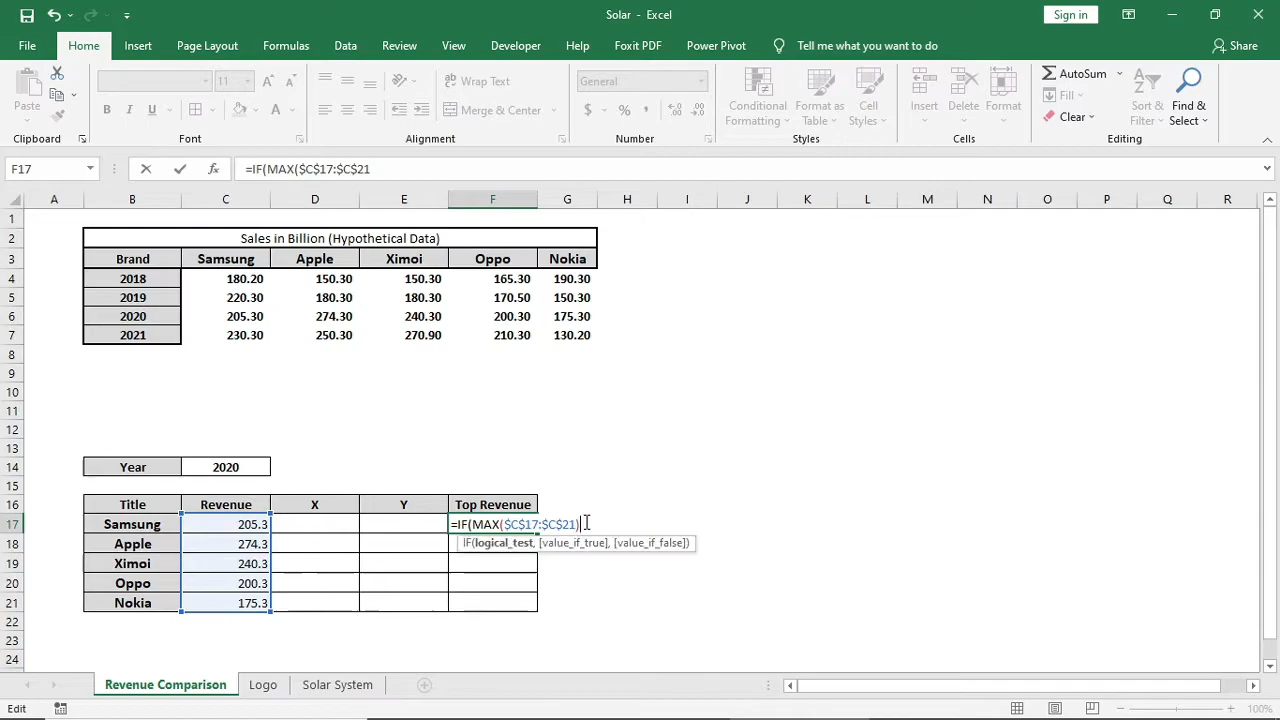 Solar - Excel
Sign in
File Home Insert Page Layout Formulas Data Review View Developer Help Foxit PDF Power Pivot Tell me what you want to do Share
Paste
11
Wrap Text
Merge & Center
General
Conditional Formatting
Format as Table
Cell Styles
Insert
Delete
Format
AutoSum
Fill
Clear
Sort & Filter
Find & Select
Clipboard Font Alignment Number Styles Cells Editing
F17 =IF(MAX($C$17:$C$21
A B C D E F G H I J K L M N O P Q R
1
2 Sales in Billion (Hypothetical Data)
3 Brand Samsung Apple Ximoi Oppo Nokia
4 2018 180.20 150.30 150.30 165.30 190.30
5 2019 220.30 180.30 180.30 170.50 150.30
6 2020 205.30 274.30 240.30 200.30 175.30
7 2021 230.30 250.30 270.90 210.30 130.20
8
9
10
11
12
13
14 Year 2020
15
16 Title Revenue X Y Top Revenue
17 Samsung 205.3 =IF(MAX($C$17:$C$21)
IF(logical_test, [value_if_true], [value_if_false])
18 Apple 274.3
19 Ximoi 240.3
20 Oppo 200.3
21 Nokia 175.3
22
23
24
Revenue Comparison Logo Solar System
Edit 100%